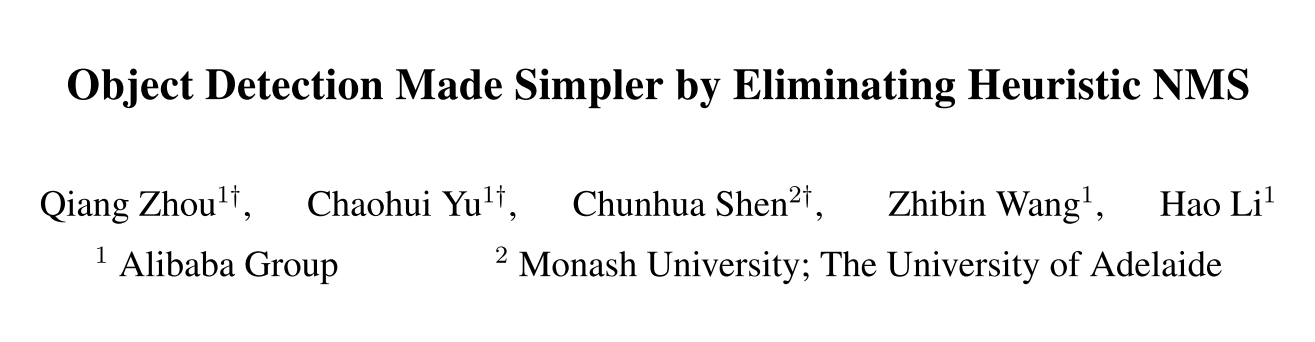 Object Detection Made Simpler by Eliminating Heuristic NMS
Qiang Zhou¹†, Chaohui Yu¹†, Chunhua Shen²†, Zhibin Wang¹, Hao Li¹
¹ Alibaba Group ² Monash University; The University of Adelaide